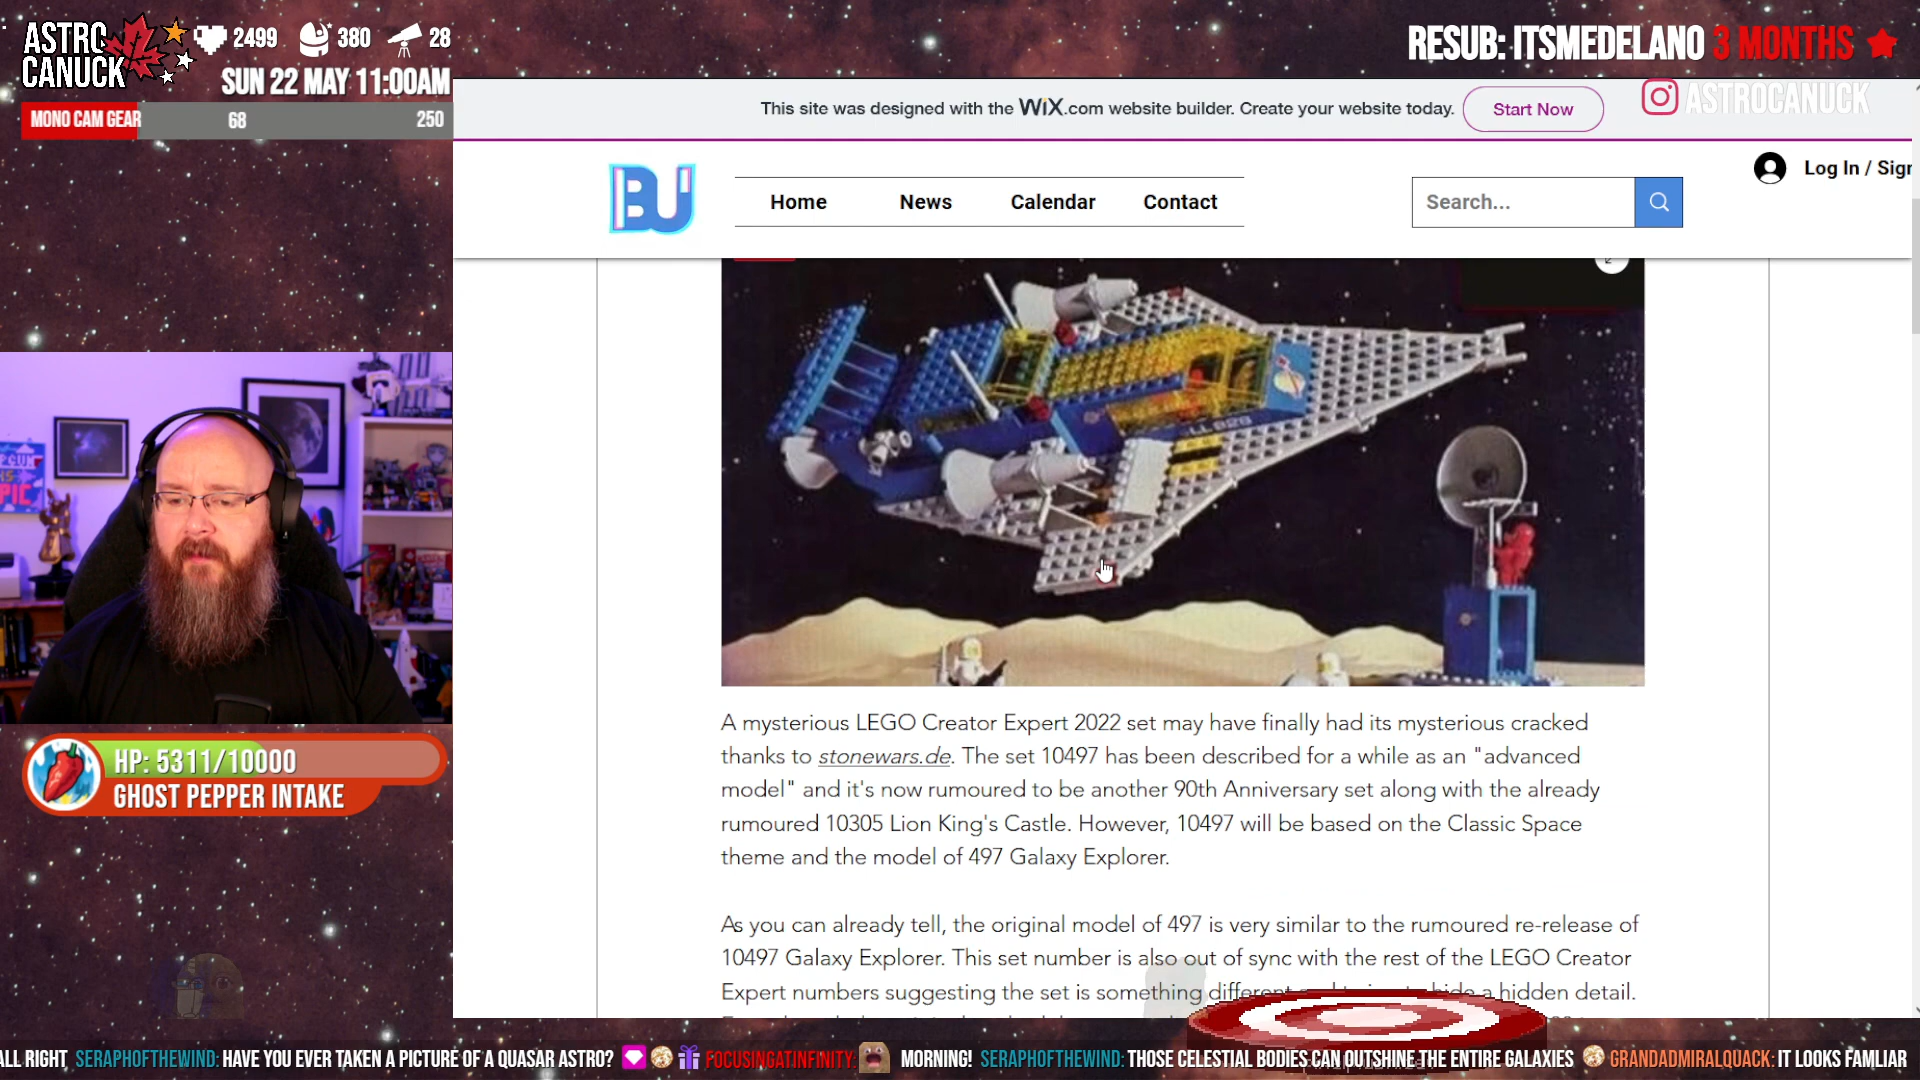 ASTRO
CANUCK
2499
380
28
SUN 22 MAY 11:00AM
MONO CAM GEAR
68
250
RESUB: ITSMEDELANO 3 MONTHS
This site was designed with the WiX.com website builder. Create your website today.
Start Now
ASTROCANUCK
BU
Home
News
Calendar
Contact
Search...
Log In / Sign
LL 928
A mysterious LEGO Creator Expert 2022 set may have finally had its mysterious cracked
thanks to stonewars.de. The set 10497 has been described for a while as an "advanced
model" and it's now rumoured to be another 90th Anniversary set along with the already
rumoured 10305 Lion King's Castle. However, 10497 will be based on the Classic Space
theme and the model of 497 Galaxy Explorer.
As you can already tell, the original model of 497 is very similar to the rumoured re-release of
10497 Galaxy Explorer. This set number is also out of sync with the rest of the LEGO Creator
Expert numbers suggesting the set is something different hide a hidden detail.
HP: 5311/10000
GHOST PEPPER INTAKE
ALL RIGHT SERAPHOFTHEWIND: HAVE YOU EVER TAKEN A PICTURE OF A QUASAR ASTRO? FOCUSINGATINFINITY: MORNING! SERAPHOFTHEWIND: THOSE CELESTIAL BODIES CAN OUTSHINE THE ENTIRE GALAXIES GRANDADMIRALQUACK: IT LOOKS FAMLIAR